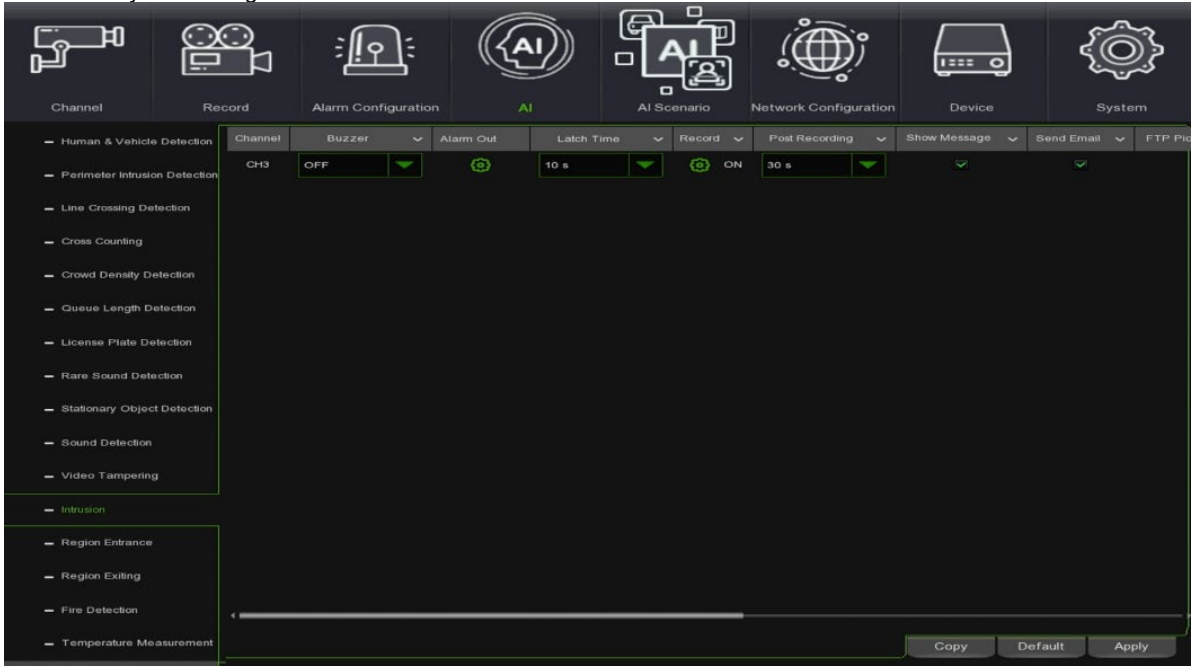 Channel Record Alarm Configuration AI AI Scenario Network Configuration Device System
Human & Vehicle Detection
Channel Buzzer Alarm Out Latch Time Record Post Recording Show Message Send Email FTP Pic
CH3 OFF 10 s ON 30 s
Perimeter Intrusion Detection
Line Crossing Detection
Cross Counting
Crowd Density Detection
Queue Length Detection
License Plate Detection
Rare Sound Detection
Stationary Object Detection
Sound Detection
Video Tampering
Intrusion
Region Entrance
Region Exiting
Fire Detection
Temperature Measurement
Copy Default Apply